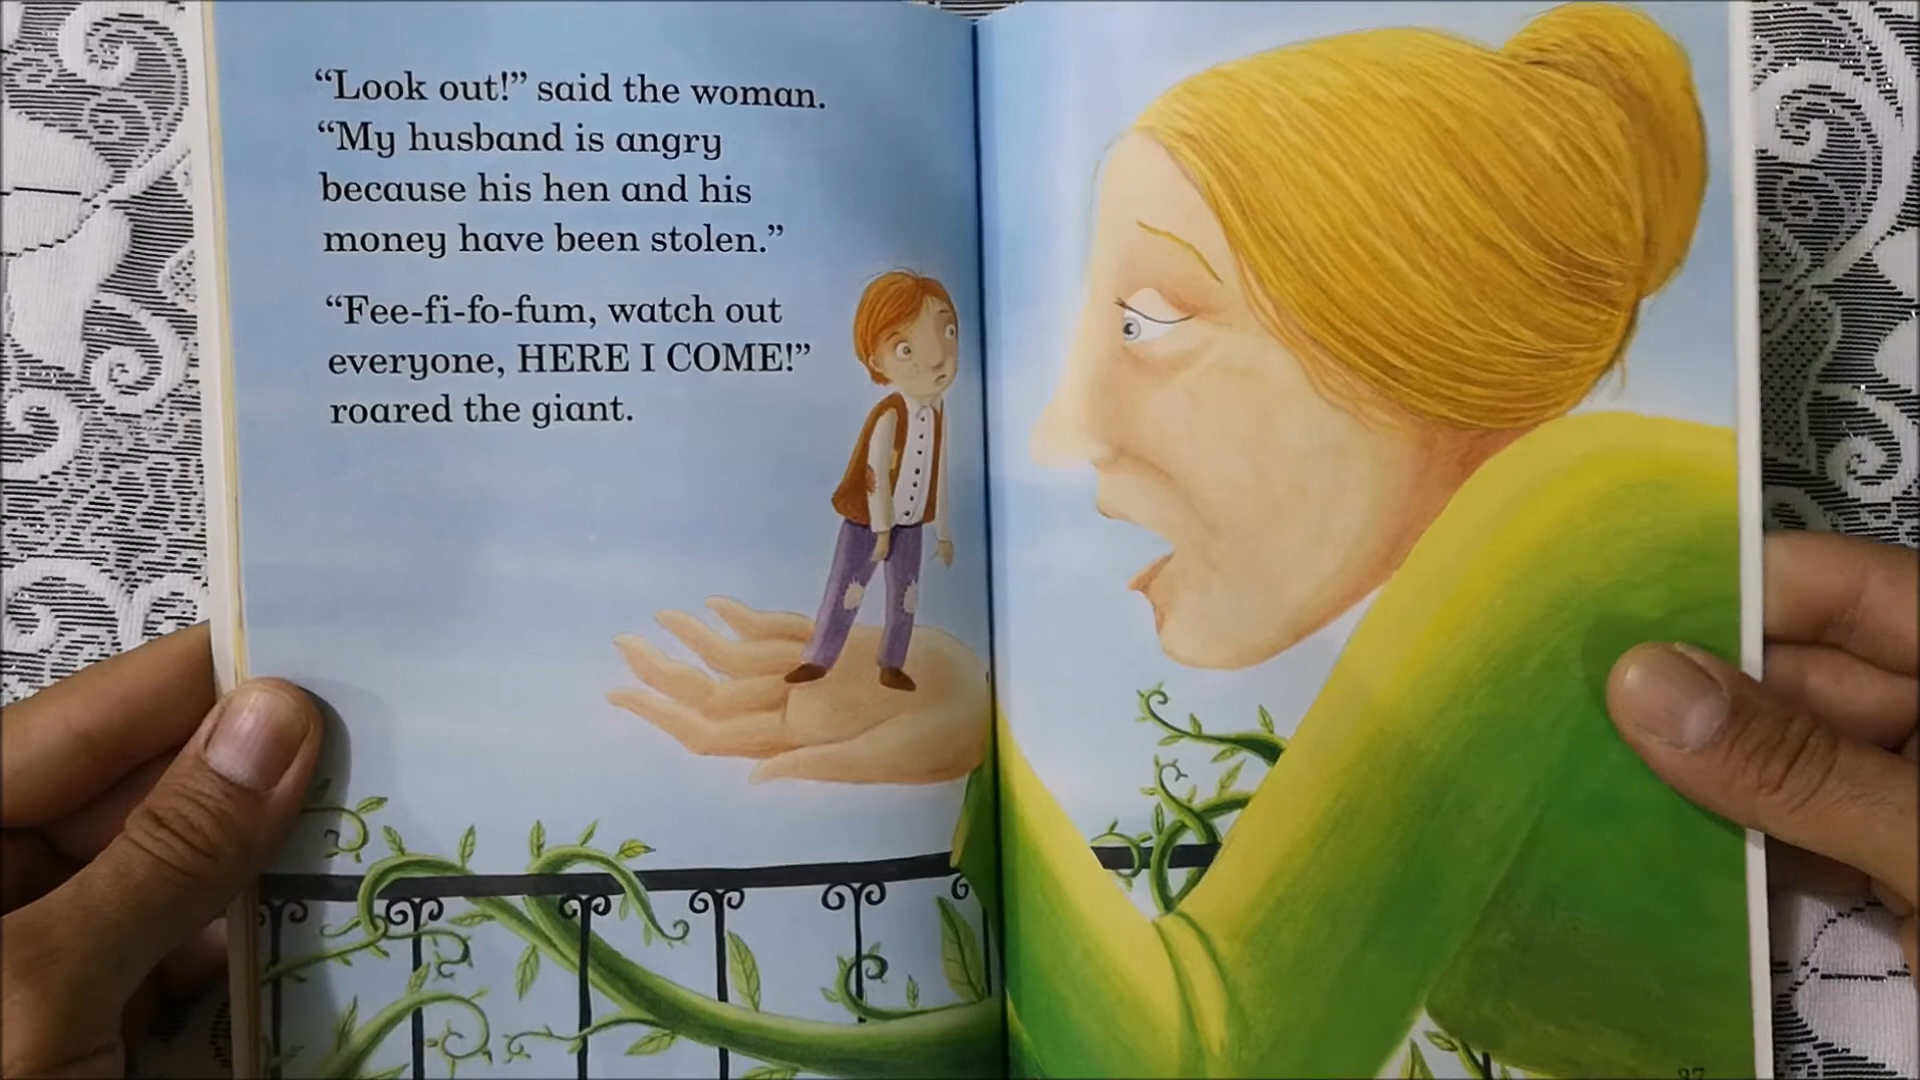 “Look out!” said the woman.
“My husband is angry
because his hen and his
money have been stolen.”
“Fee-fi-fo-fum, watch out
everyone, HERE I COME!”
roared the giant.
37